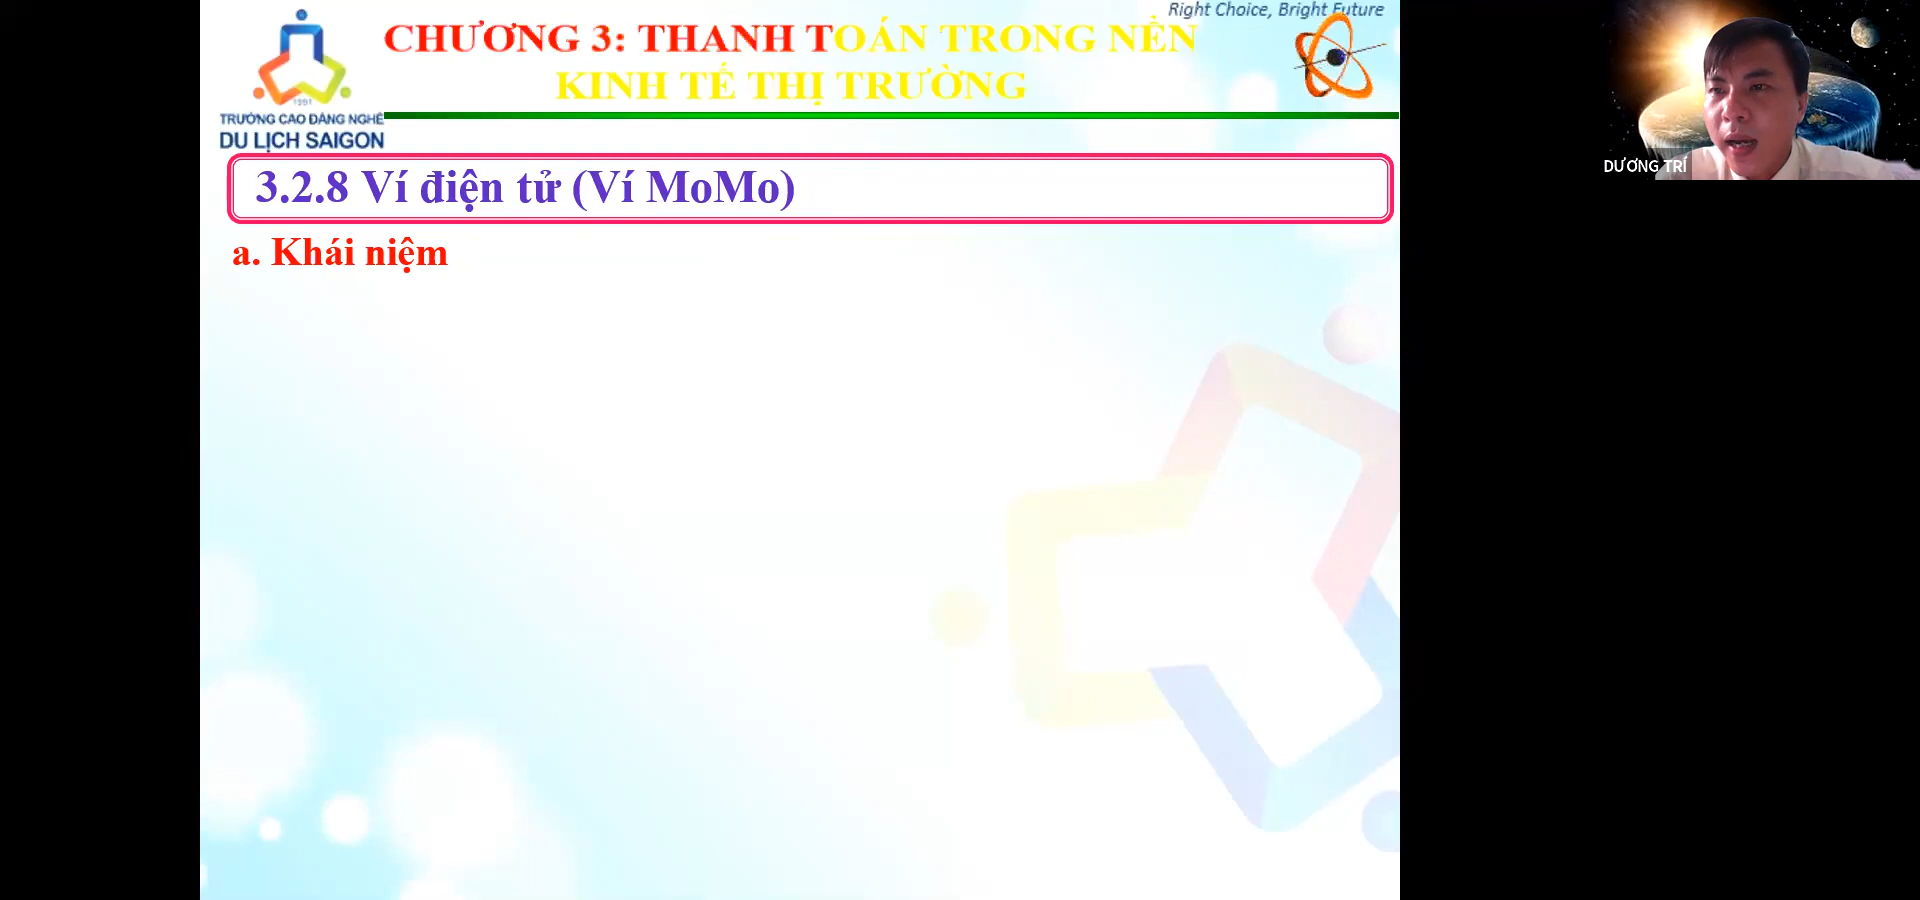 Right Choice, Bright Future
CHƯƠNG 3: THANH TOÁN TRONG NỀN
KINH TẾ THỊ TRƯỜNG
1991
TRƯỜNG CAO ĐẲNG NGHỀ
DU LỊCH SAIGON
DƯƠNG TRÍ
3.2.8 Ví điện tử (Ví MoMo)
a. Khái niệm